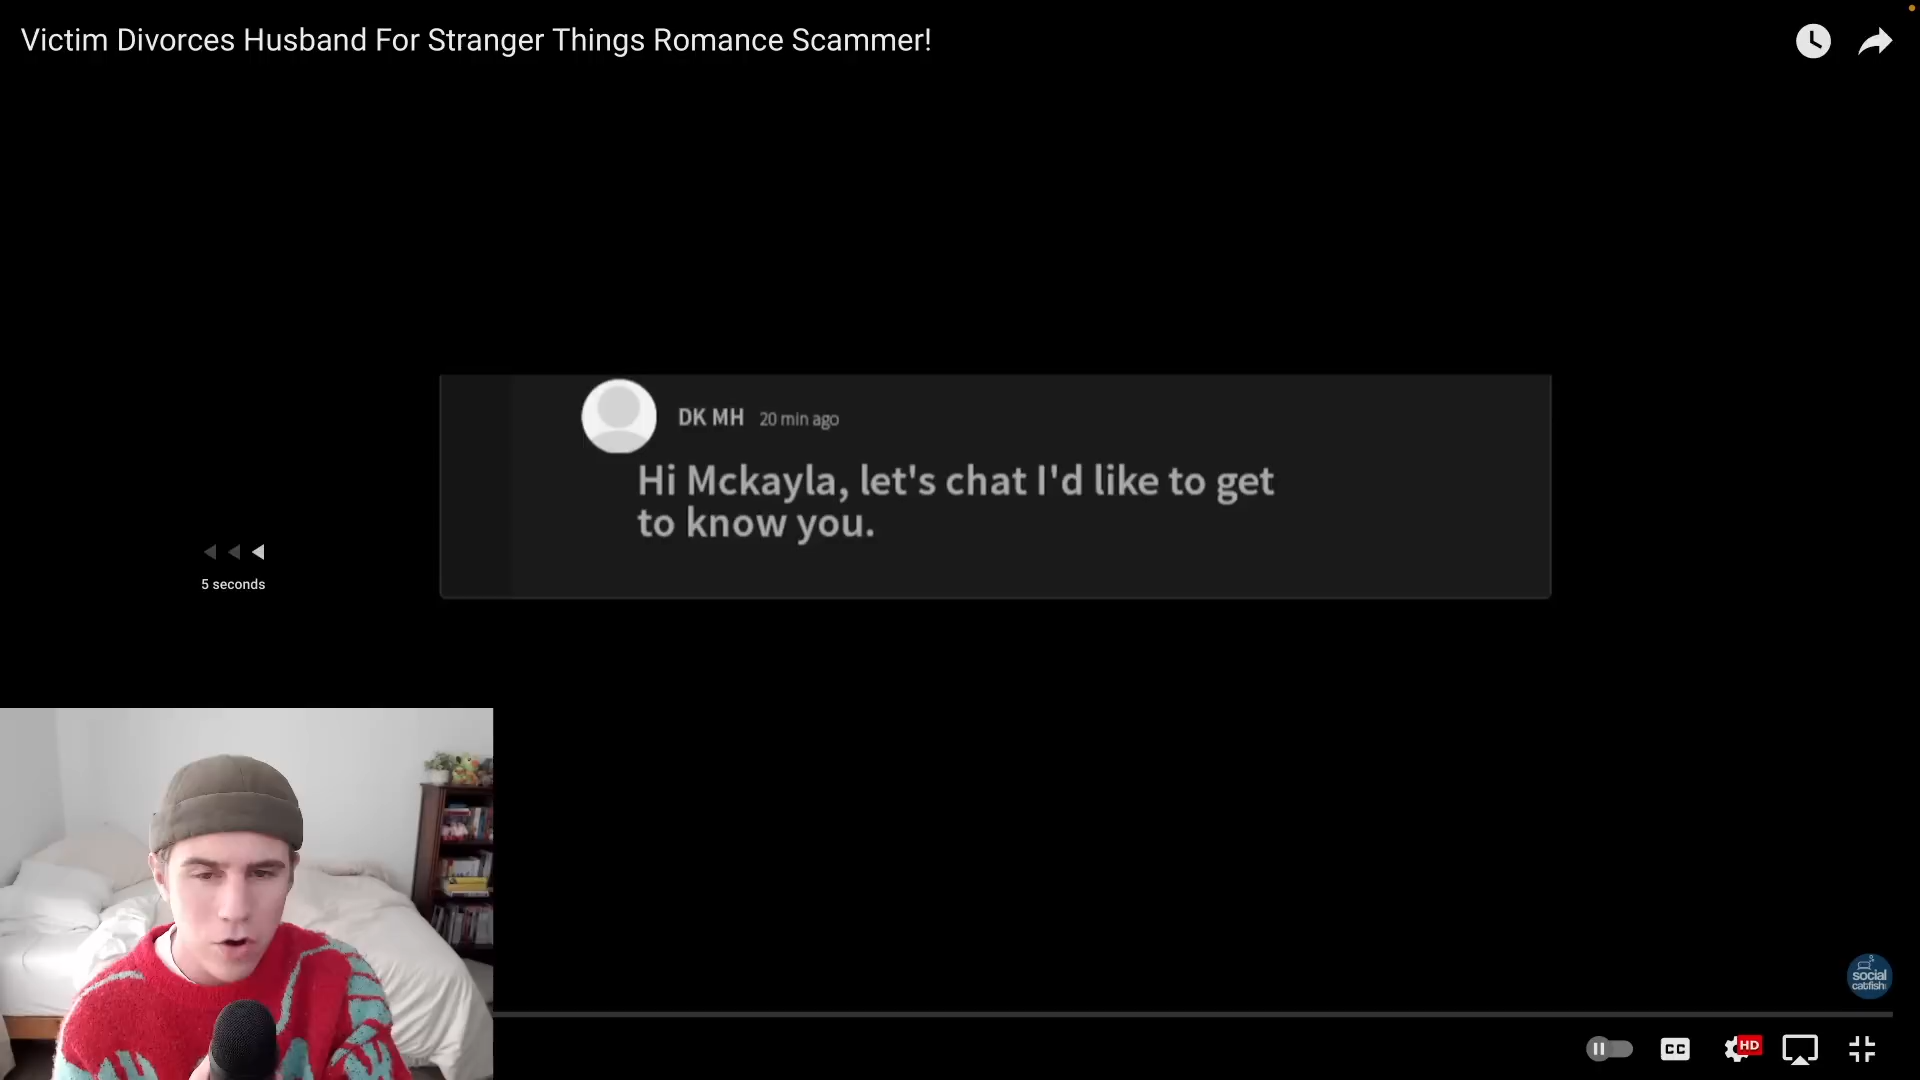 Victim Divorces Husband For Stranger Things Romance Scammer!
DK MH 20 min ago
Hi Mckayla, let's chat I'd like to get
to know you.
5 seconds
social
catfish
CC
HD